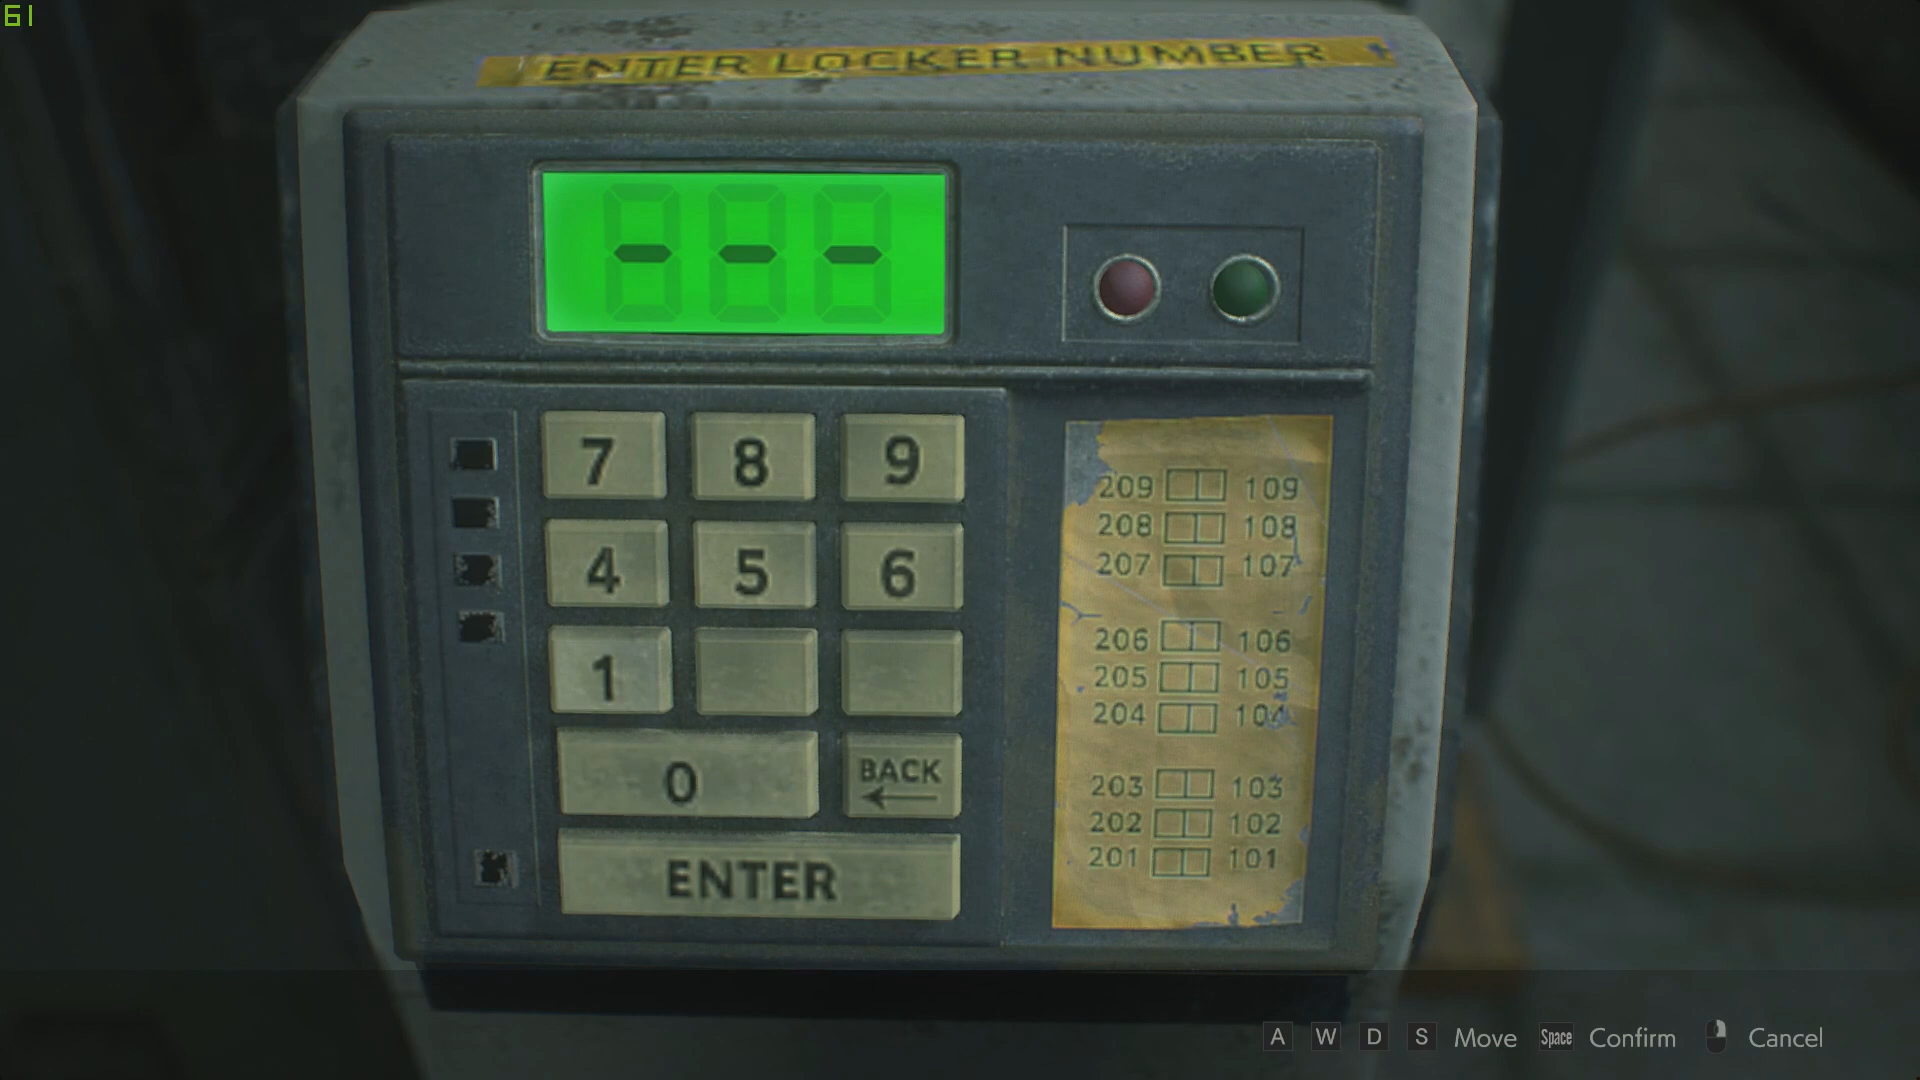 61
ENTER LOCKER NUMBER
- - -
7 8 9
4 5 6
1
0 BACK
ENTER
209 109
208 108
207 107
206 106
205 105
204 104
203 103
202 102
201 101
A W D S Move Space Confirm Cancel